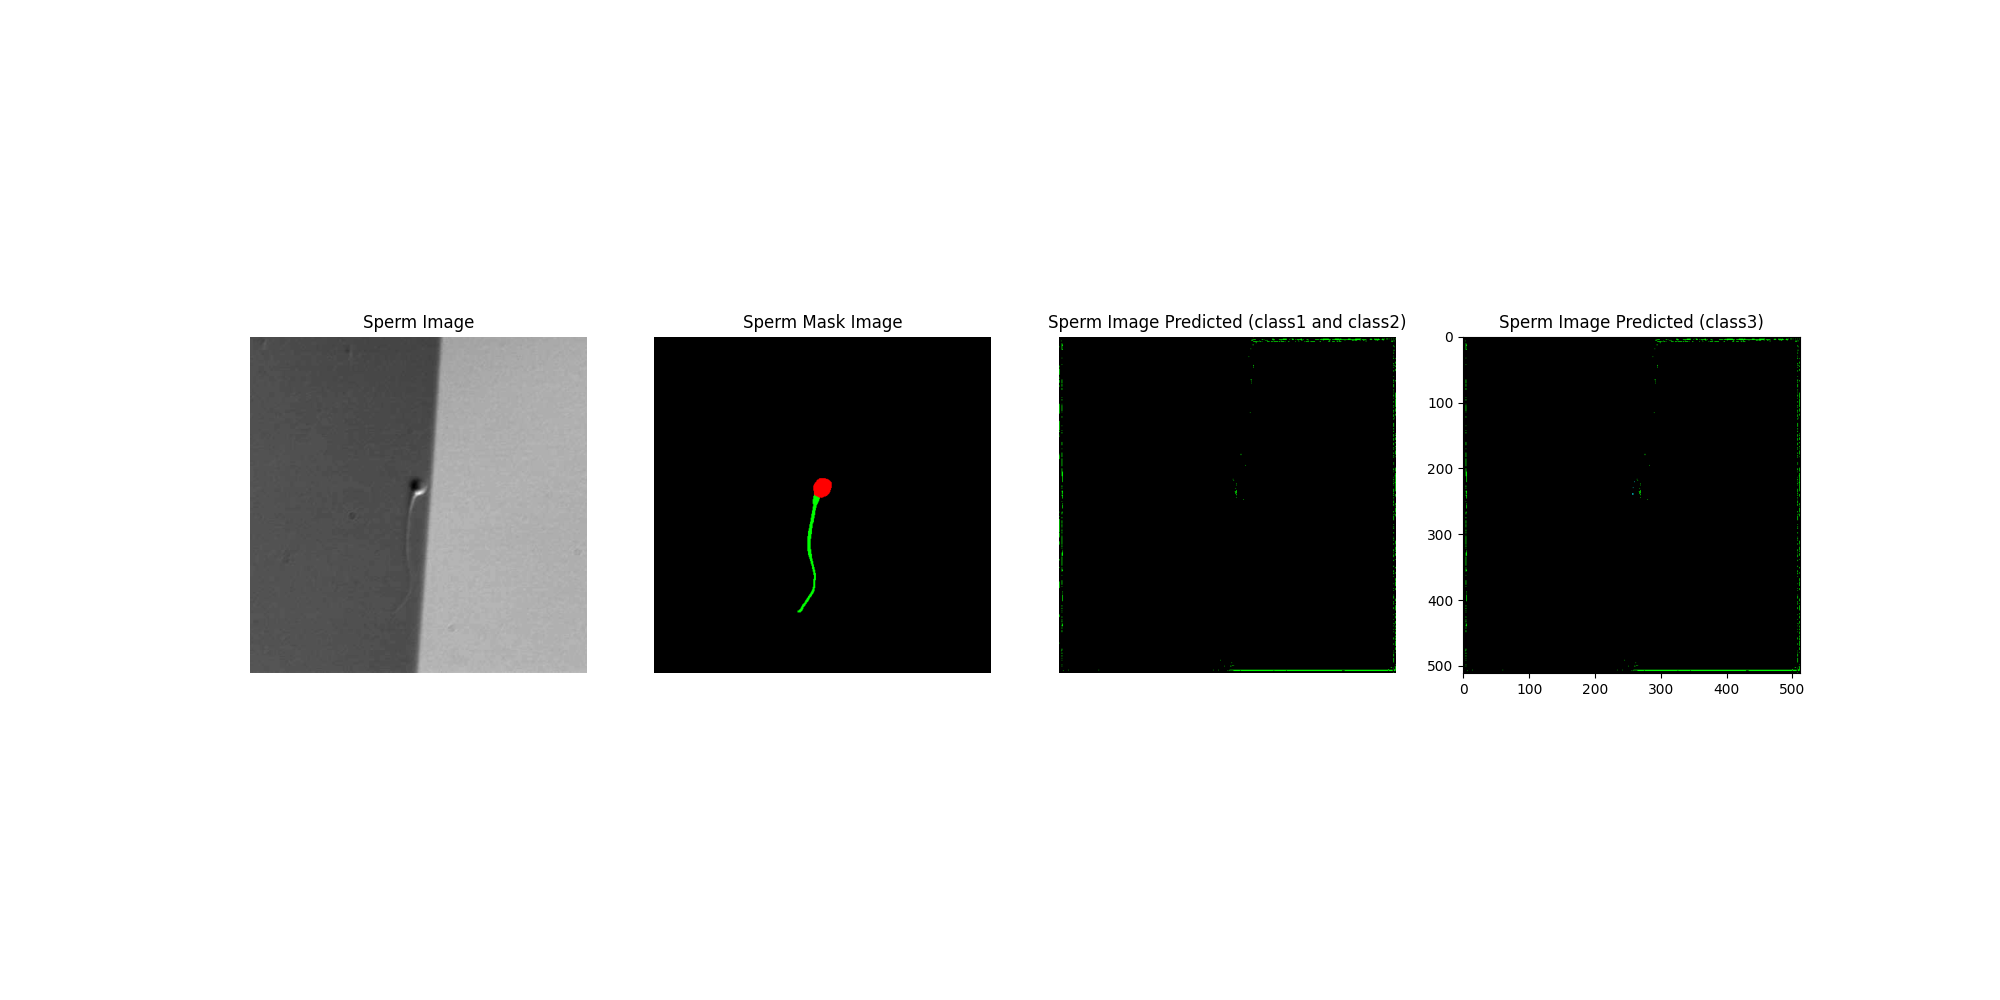 Sperm Image
Sperm Mask Image
Sperm Image Predicted (class1 and class2)
Sperm Image Predicted (class3)
0
100
200
300
400
500
0 100 200 300 400 500